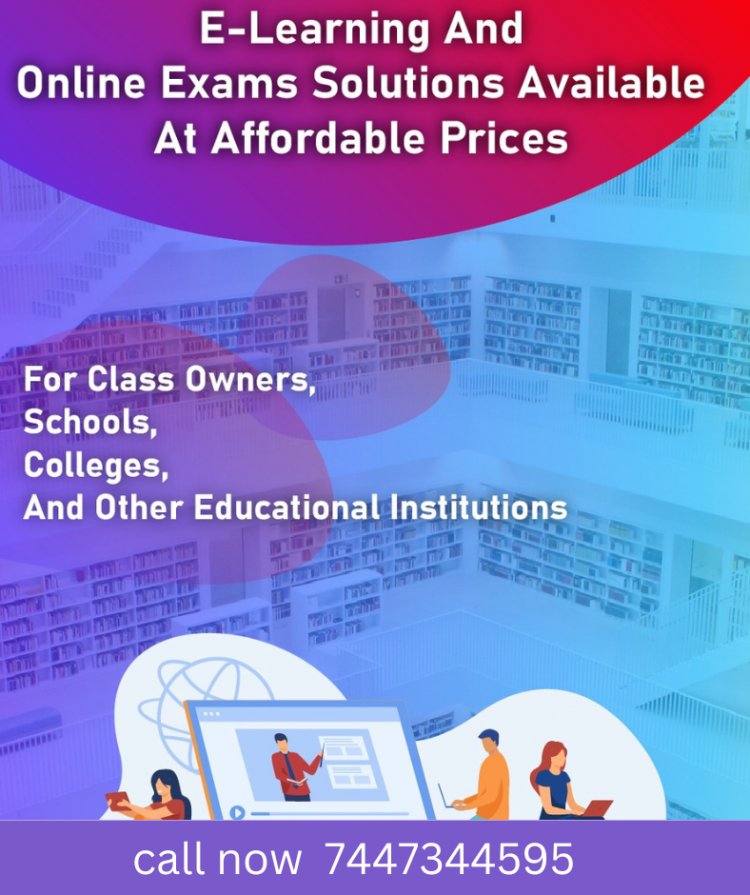 E-Learning And
Online Exams Solutions Available
At Affordable Prices
For Class Owners,
Schools,
Colleges,
And Other Educational Institutions
call now 7447344595